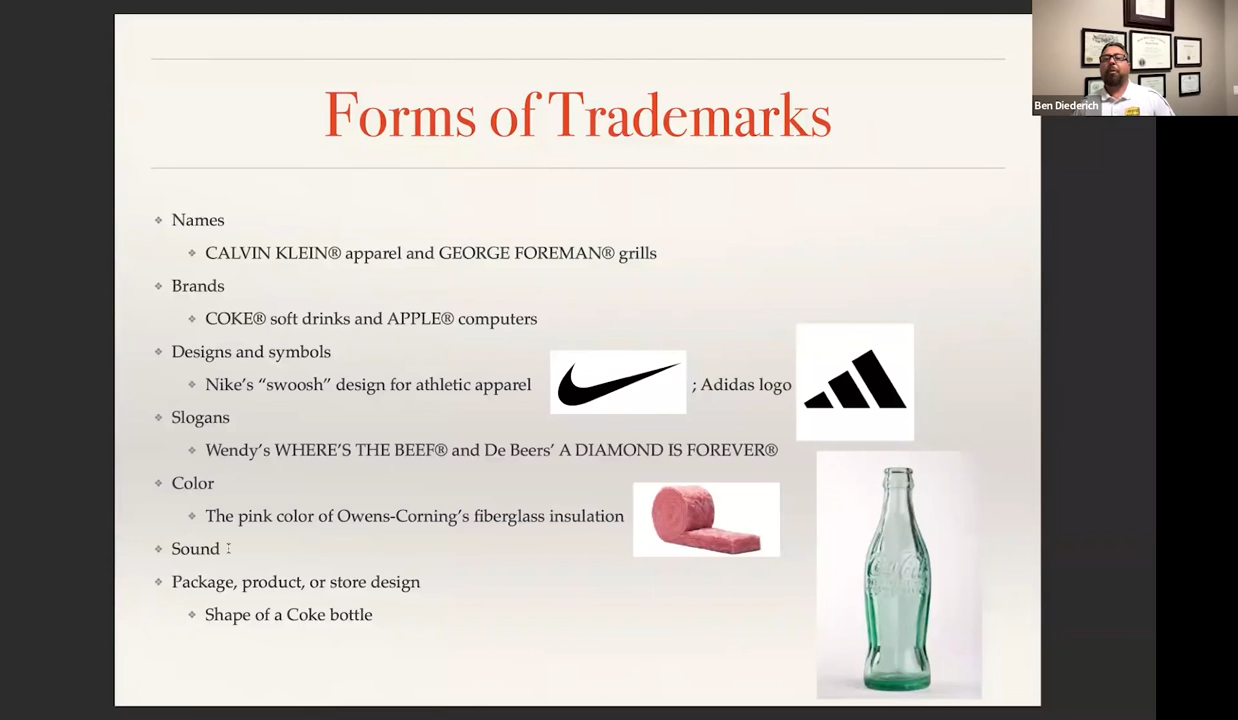 Forms of Trademarks
Ben Diederich
Names
CALVIN KLEIN® apparel and GEORGE FOREMAN® grills
Brands
COKE® soft drinks and APPLE® computers
Designs and symbols
Nike’s “swoosh” design for athletic apparel ; Adidas logo
Slogans
Wendy’s WHERE’S THE BEEF® and De Beers’ A DIAMOND IS FOREVER®
Color
The pink color of Owens-Corning’s fiberglass insulation
Sound
Package, product, or store design
Shape of a Coke bottle
Coca-Cola